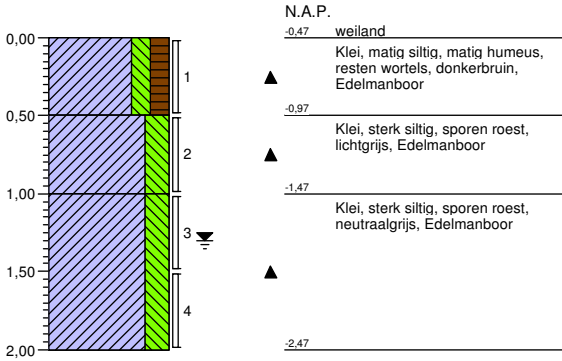 N.A.P.
0,00
-0,47 weiland
Klei, matig siltig, matig humeus,
resten wortels, donkerbruin,
Edelmanboor
1
0,50
-0,97
Klei, sterk siltig, sporen roest,
lichtgrijs, Edelmanboor
2
1,00
-1,47
Klei, sterk siltig, sporen roest,
neutraalgrijs, Edelmanboor
3
1,50
4
2,00
-2,47